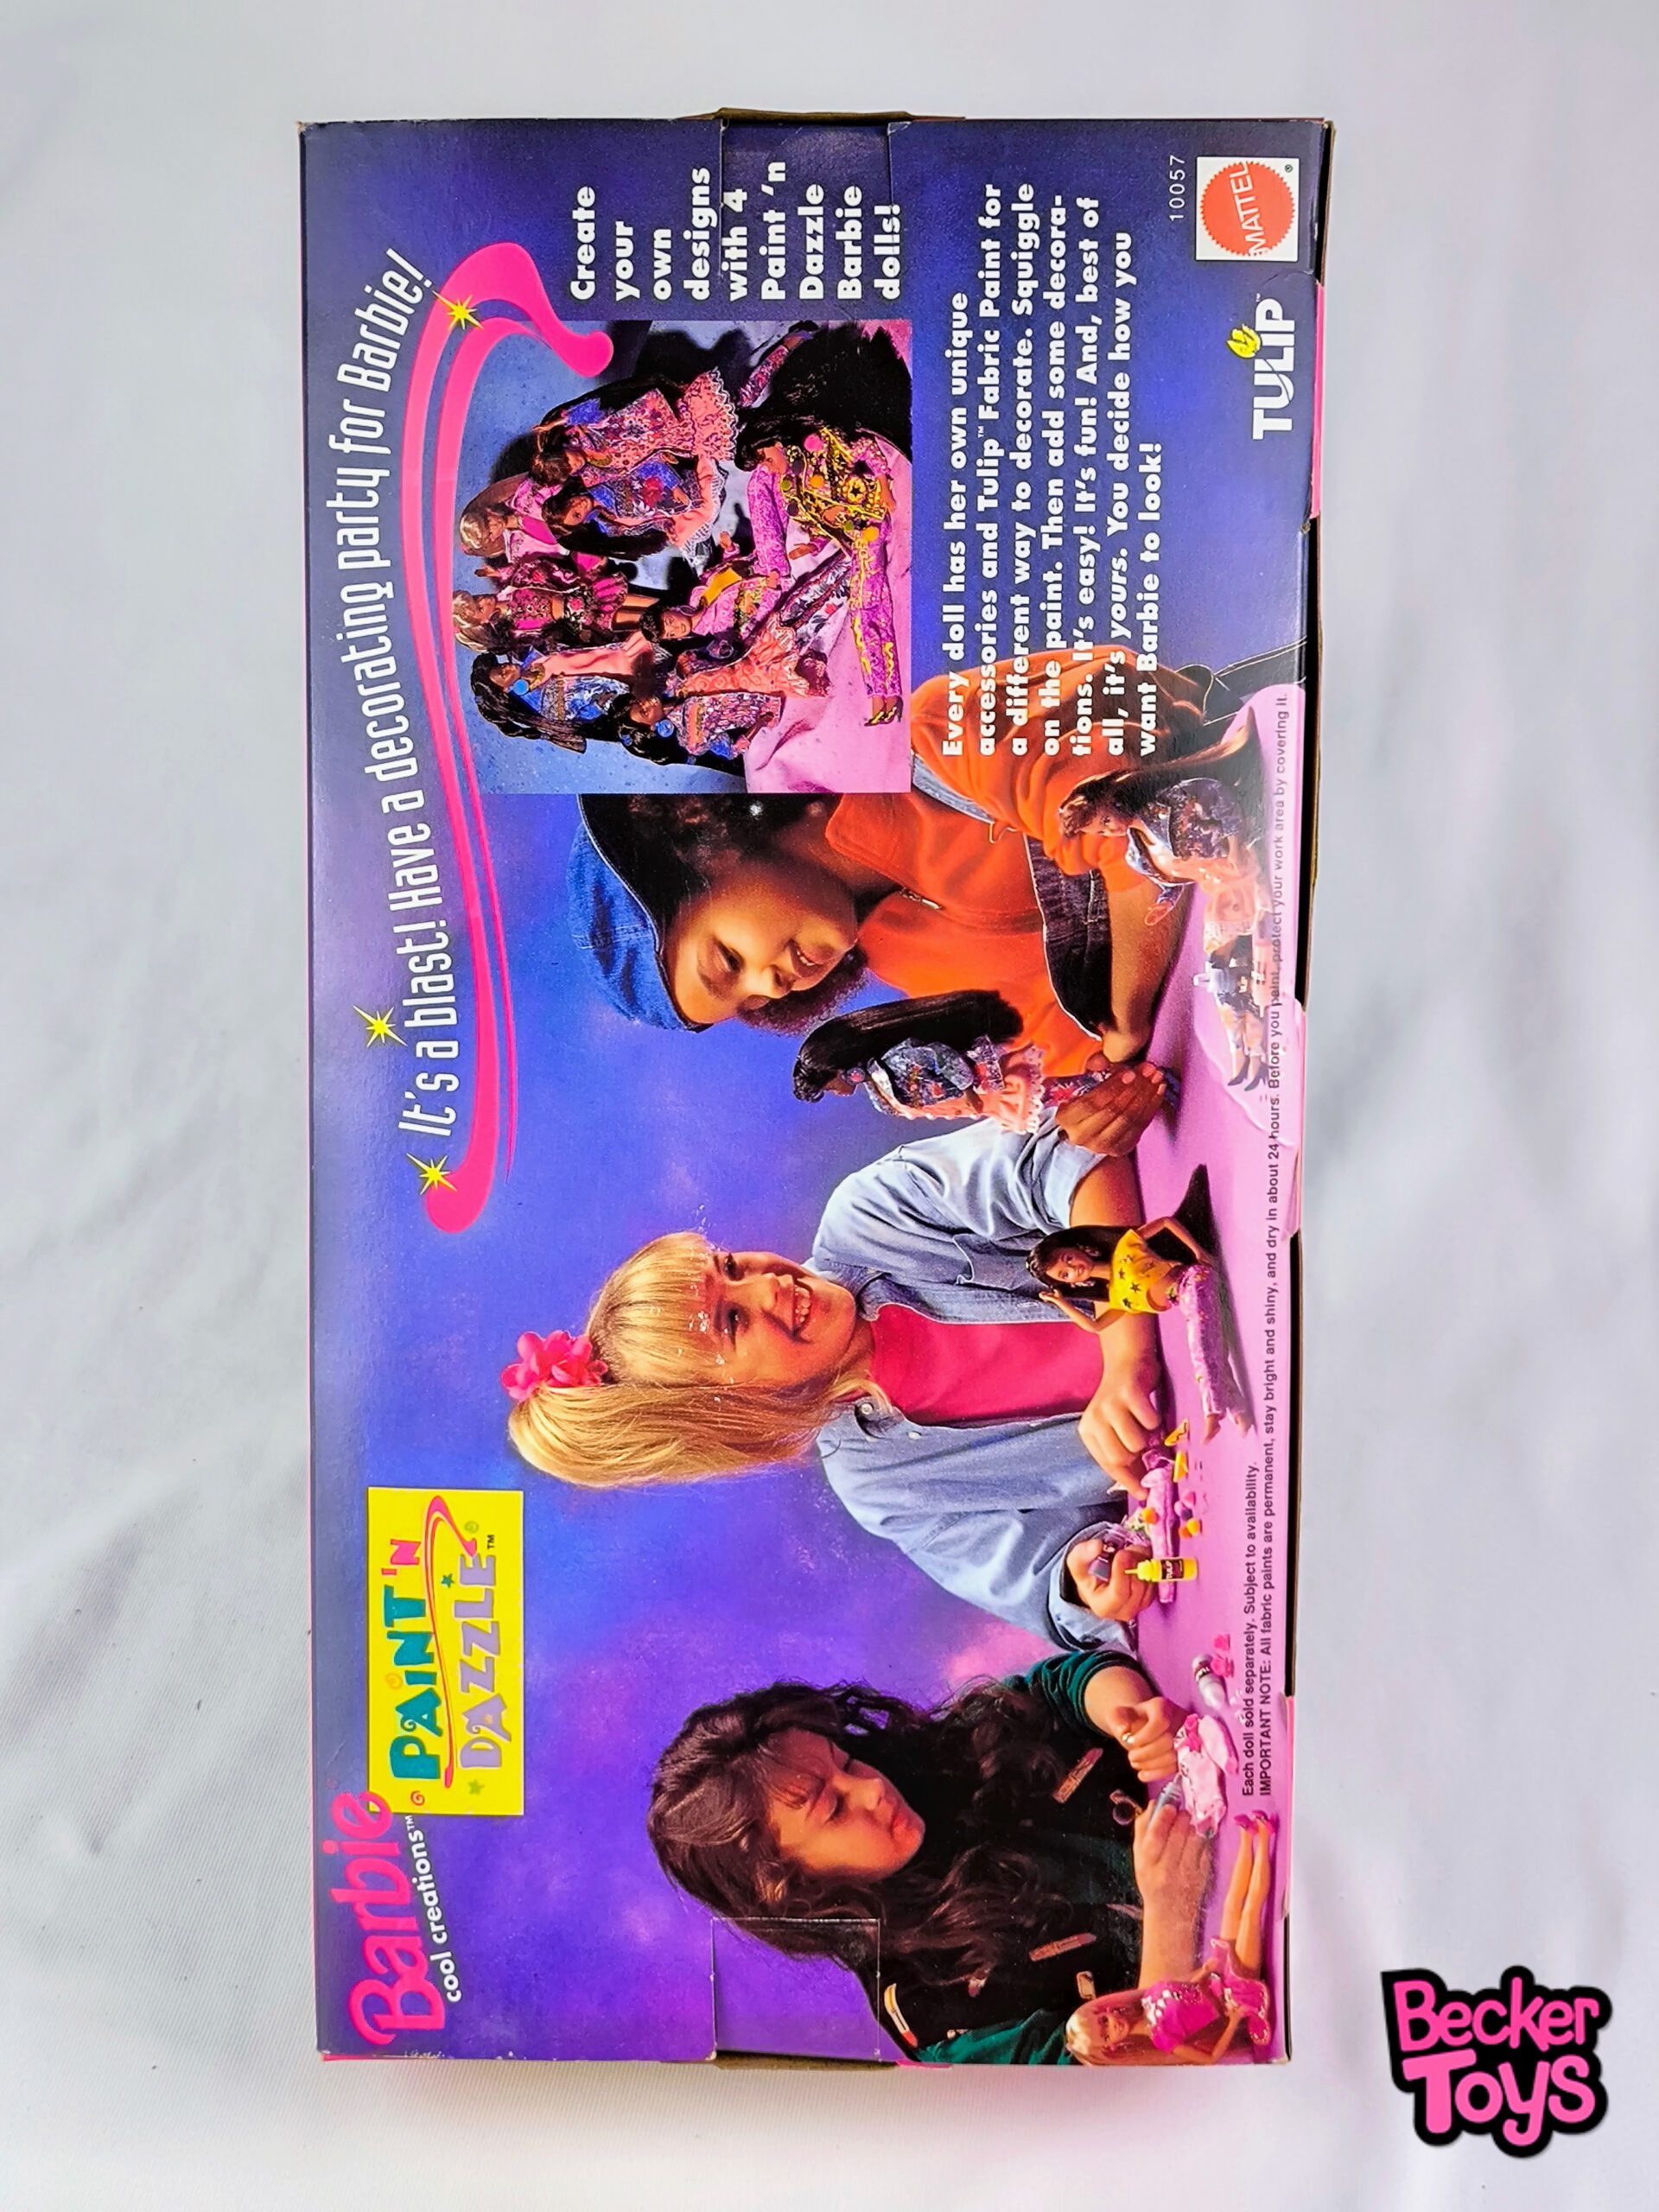 Barbie
cool creations™
PAINT 'N
DAZZLE™
It's a blast! Have a decorating party for Barbie!
Create
your
own
designs
with 4
Paint 'n
Dazzle
Barbie
dolls!
Every doll has her own unique
accessories and Tulip™ Fabric Paint for
a different way to decorate. Squiggle
on the paint. Then add some decora-
tions. It's easy! It's fun! And, best of
all, it's yours. You decide how you
want Barbie to look!
10057
MATTEL
®
TULIP™
Each doll sold separately. Subject to availability.
IMPORTANT NOTE: All fabric paints are permanent, stay bright and shiny, and dry in about 24 hours. Before you paint, protect your work area by covering it.
Becker
Toys